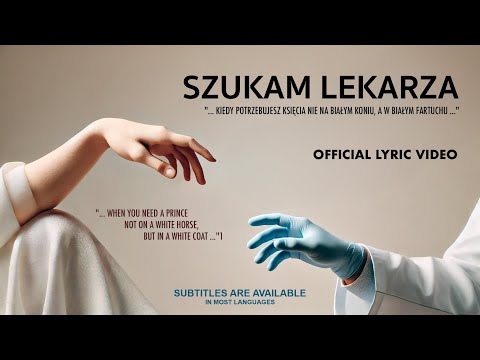 SZUKAM LEKARZA
"... KIEDY POTRZEBUJESZ KSIĘCIA NIE NA BIAŁYM KONIU, A W BIAŁYM FARTUCHU ..."
OFFICIAL LYRIC VIDEO
"... WHEN YOU NEED A PRINCE
NOT ON A WHITE HORSE,
BUT IN A WHITE COAT ..."1
SUBTITLES ARE AVAILABLE
IN MOST LANGUAGES